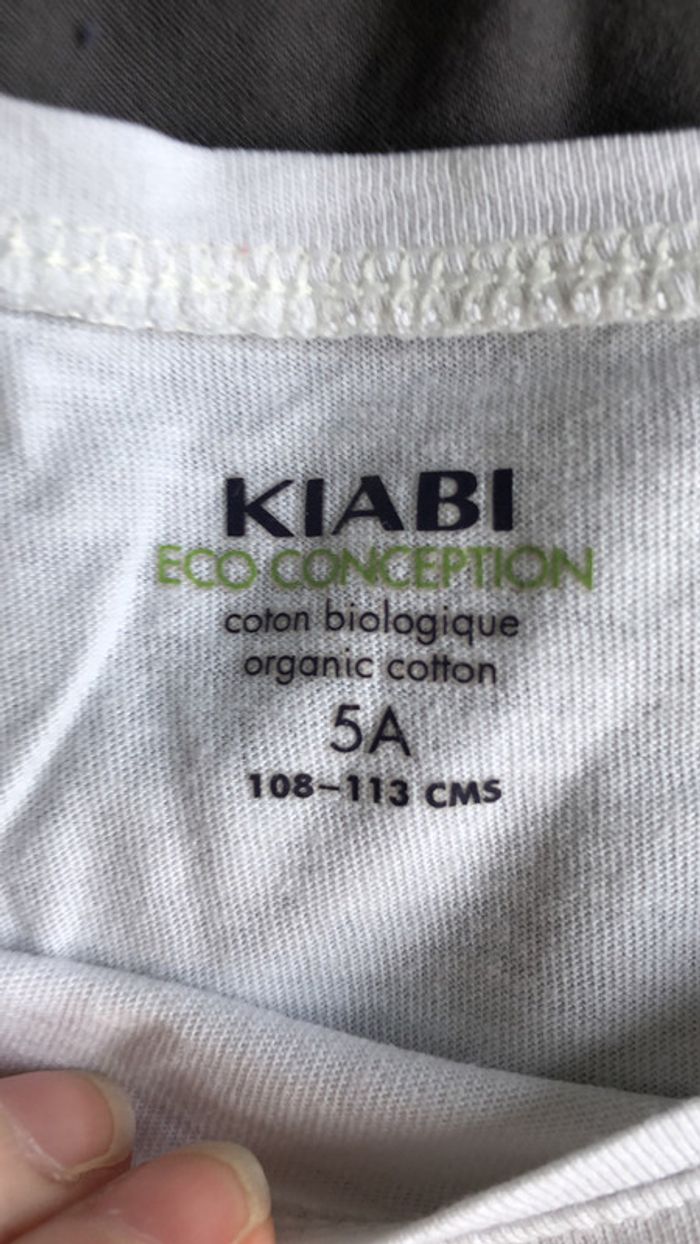 KIABI
ECO CONCEPTION
coton biologique
organic cotton
5A
108-113 CMS